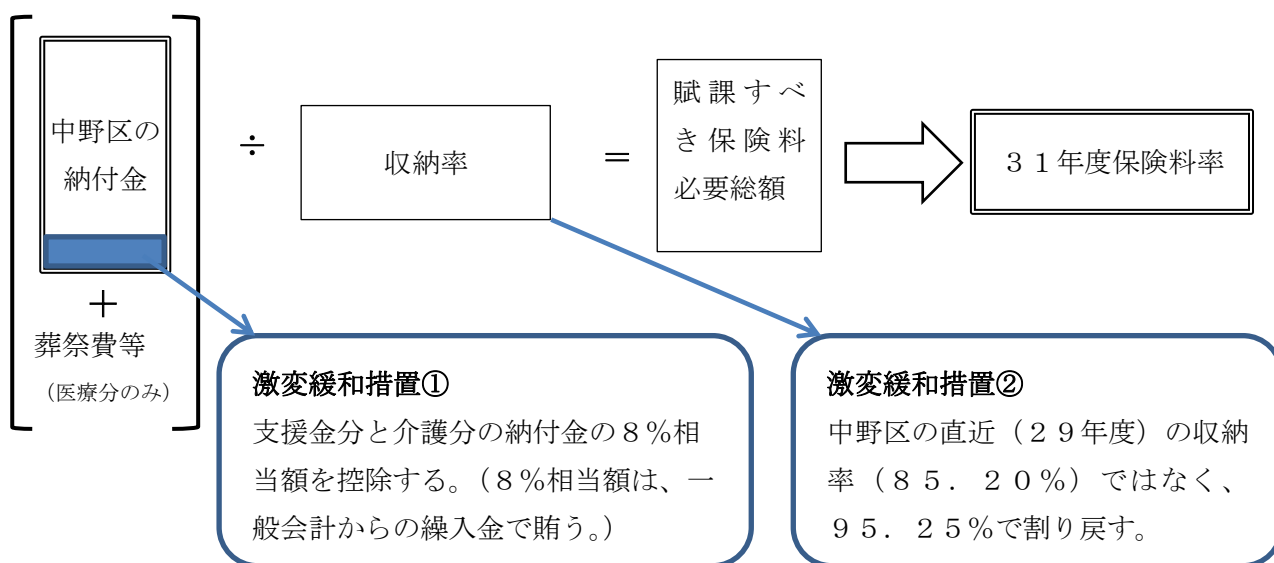 中野区の
納付金
＋
葬祭費等
（医療分のみ）
÷
収納率
＝
賦課すべ
き保険料
必要総額
３１年度保険料率
激変緩和措置①
支援金分と介護分の納付金の８％相
当額を控除する。（８％相当額は、一
般会計からの繰入金で賄う。）
激変緩和措置②
中野区の直近（２９年度）の収納
率（８５．２０％）ではなく、
９５．２５％で割り戻す。